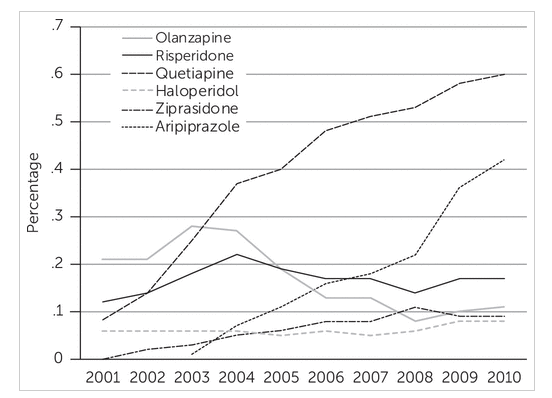 .7
.6
.5
.4
.3
.2
.1
0
Percentage
Olanzapine
Risperidone
Quetiapine
Haloperidol
Ziprasidone
Aripiprazole
2001 2002 2003 2004 2005 2006 2007 2008 2009 2010